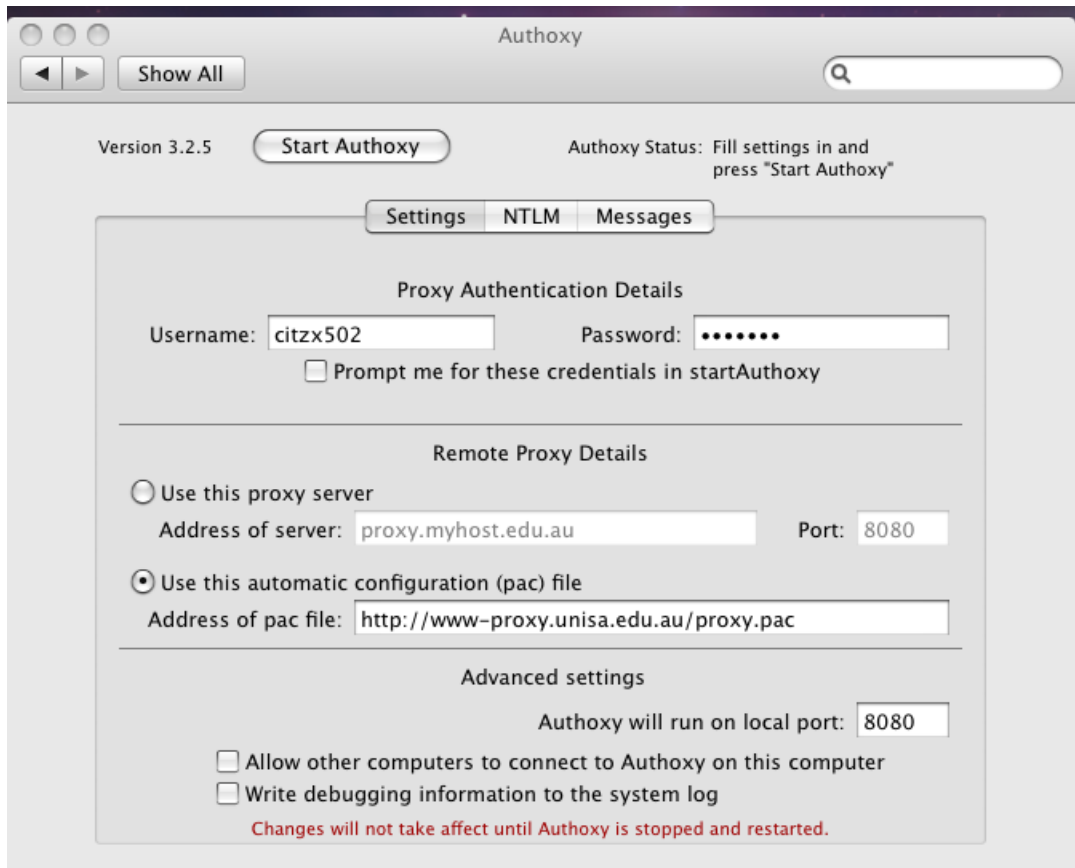 Authoxy
Show All
Version 3.2.5
Start Authoxy
Authoxy Status: Fill settings in and
press "Start Authoxy"
Settings NTLM Messages
Proxy Authentication Details
Username: citzx502 Password: •••••••
Prompt me for these credentials in startAuthoxy
Remote Proxy Details
Use this proxy server
Address of server: proxy.myhost.edu.au Port: 8080
Use this automatic configuration (pac) file
Address of pac file: http://www-proxy.unisa.edu.au/proxy.pac
Advanced settings
Authoxy will run on local port: 8080
Allow other computers to connect to Authoxy on this computer
Write debugging information to the system log
Changes will not take affect until Authoxy is stopped and restarted.